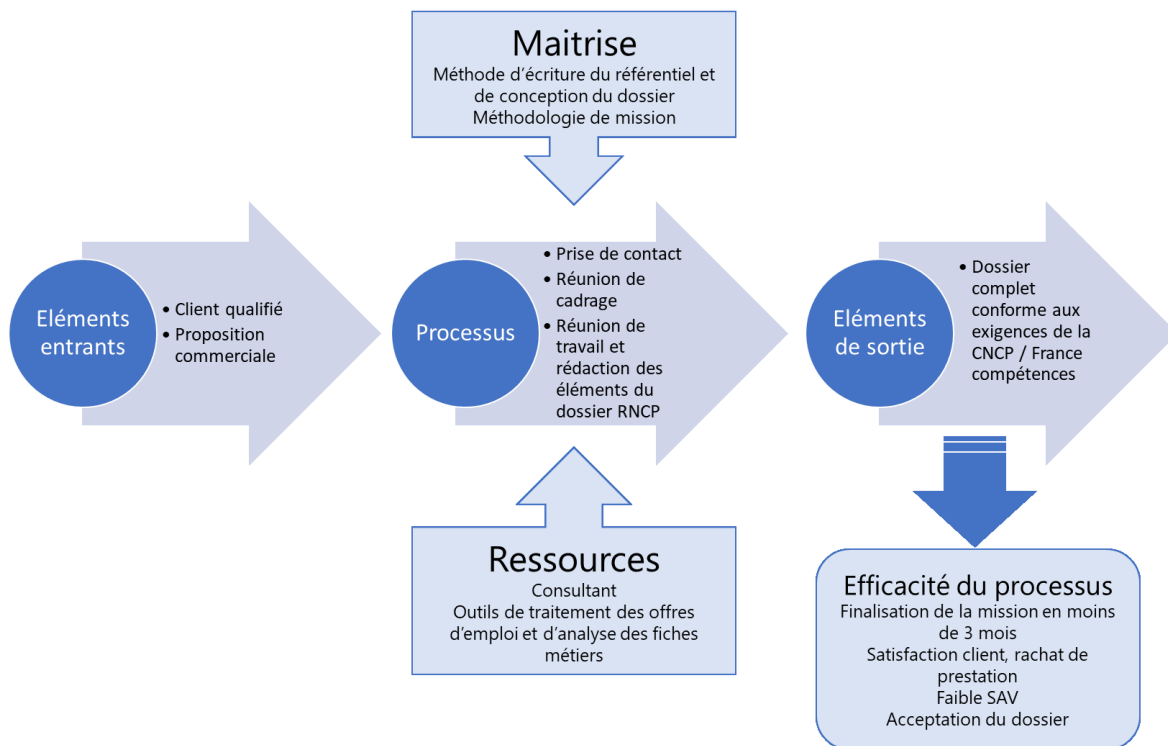 Maitrise
Méthode d'écriture du référentiel et
de conception du dossier
Méthodologie de mission
Eléments
entrants
• Client qualifié
• Proposition
commerciale
Processus
• Prise de contact
• Réunion de
cadrage
• Réunion de
travail et
rédaction des
éléments du
dossier RNCP
Eléments
de sortie
• Dossier
complet
conforme aux
exigences de la
CNCP / France
compétences
Ressources
Consultant
Outils de traitement des offres
d'emploi et d'analyse des fiches
métiers
Efficacité du processus
Finalisation de la mission en moins
de 3 mois
Satisfaction client, rachat de
prestation
Faible SAV
Acceptation du dossier